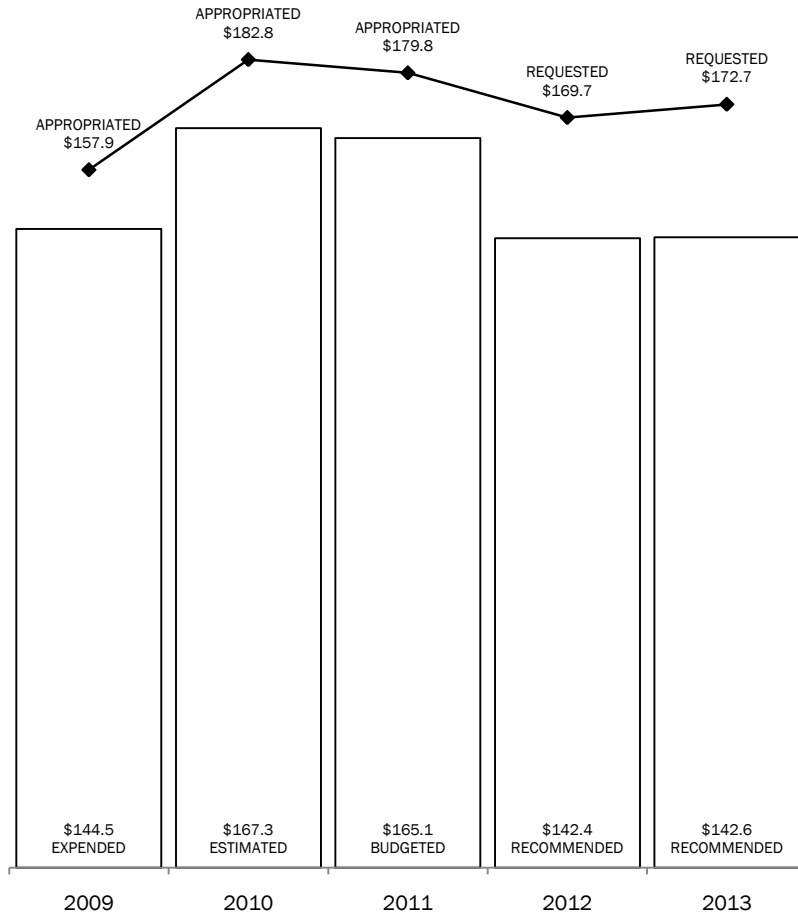 APPROPRIATED
$182.8
APPROPRIATED
$179.8
REQUESTED
$169.7
REQUESTED
$172.7
APPROPRIATED
$157.9
$144.5
EXPENDED
$167.3
ESTIMATED
$165.1
BUDGETED
$142.4
RECOMMENDED
$142.6
RECOMMENDED
2009
2010
2011
2012
2013